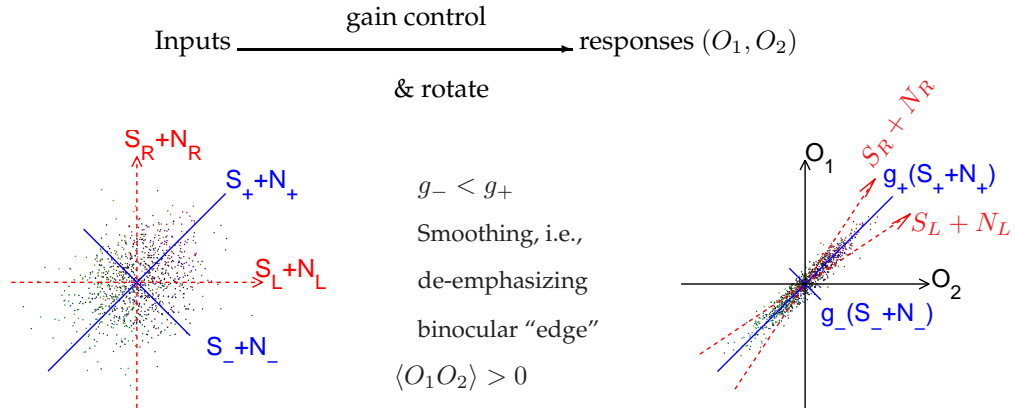 gain control
Inputs responses (O₁, O₂)
& rotate
S_R+N_R
S_++N_+
S_L+N_L
S_-+N_-
g₋ < g₊
Smoothing, i.e.,
de-emphasizing
binocular “edge”
⟨O₁O₂⟩ > 0
O₁
S_R + N_R
g_+(S_++N_+)
S_L + N_L
O₂
g_-(S_-+N_-)